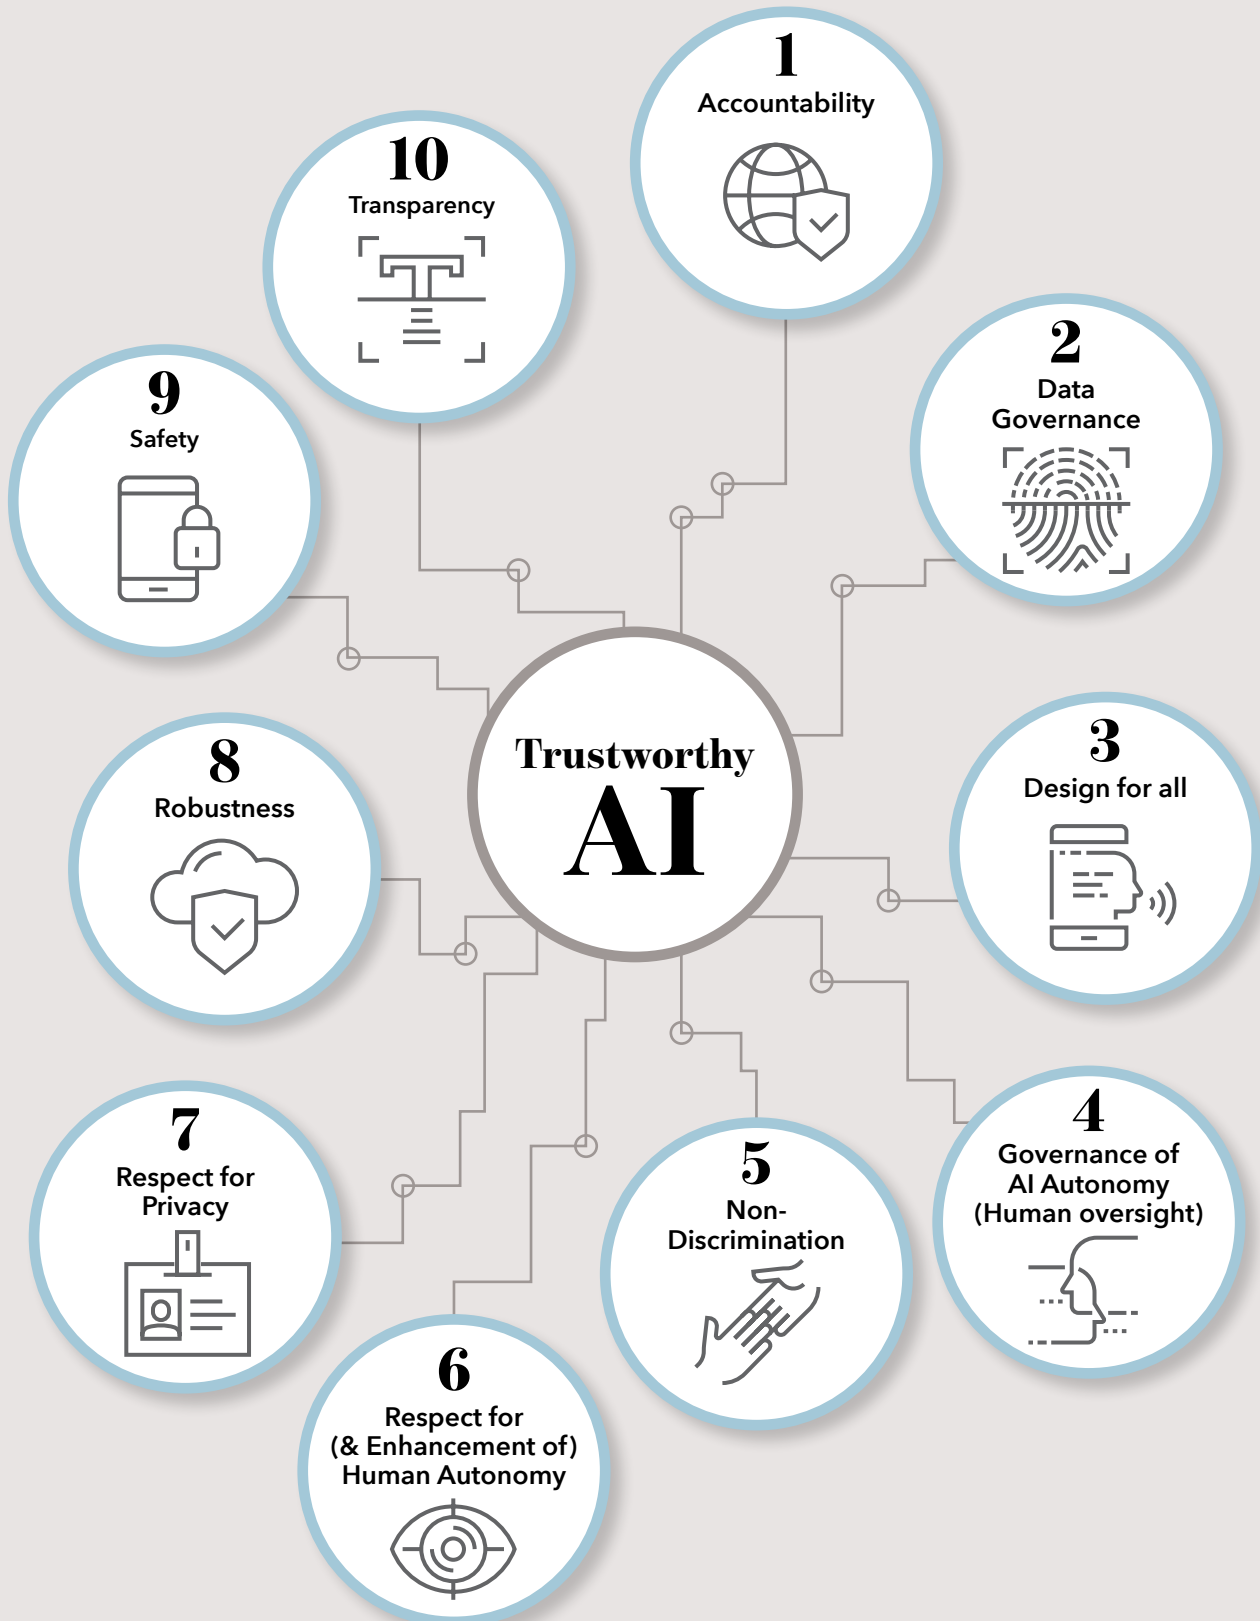 1
Accountability
2
Data
Governance
3
Design for all
4
Governance of
AI Autonomy
(Human oversight)
5
Non-
Discrimination
6
Respect for
(& Enhancement of)
Human Autonomy
7
Respect for
Privacy
8
Robustness
9
Safety
10
Transparency
Trustworthy
AI